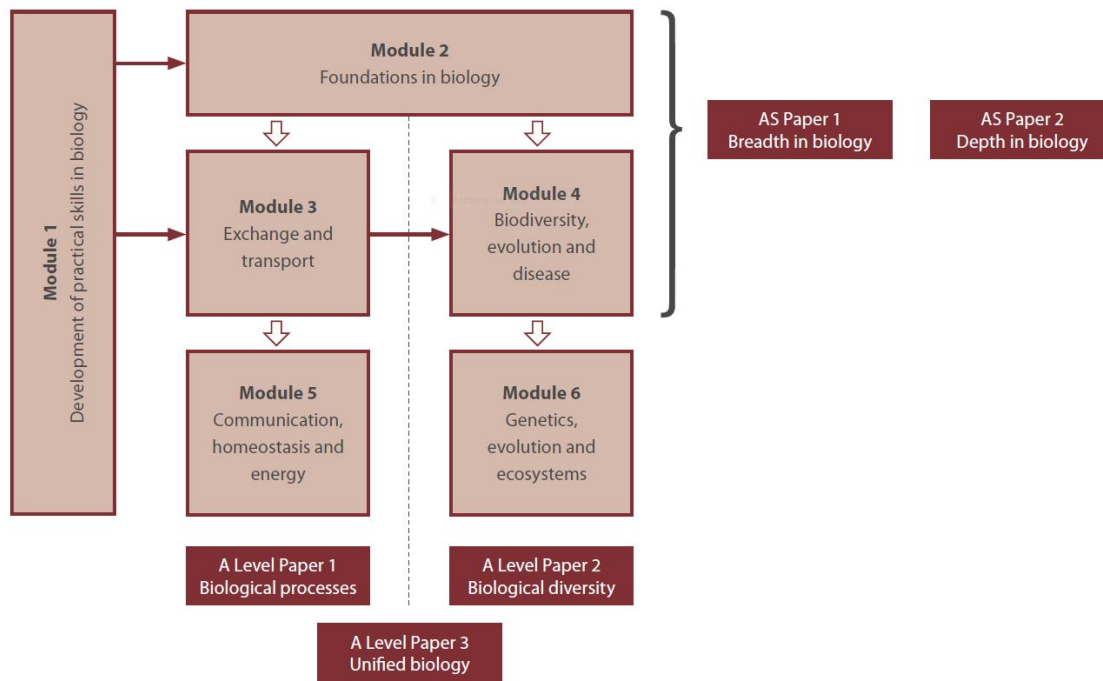 Module 1
Development of practical skills in biology
Module 2
Foundations in biology
Module 3
Exchange and
transport
Module 4
Biodiversity,
evolution and
disease
Module 5
Communication,
homeostasis and
energy
Module 6
Genetics,
evolution and
ecosystems
AS Paper 1
Breadth in biology
AS Paper 2
Depth in biology
A Level Paper 1
Biological processes
A Level Paper 2
Biological diversity
A Level Paper 3
Unified biology